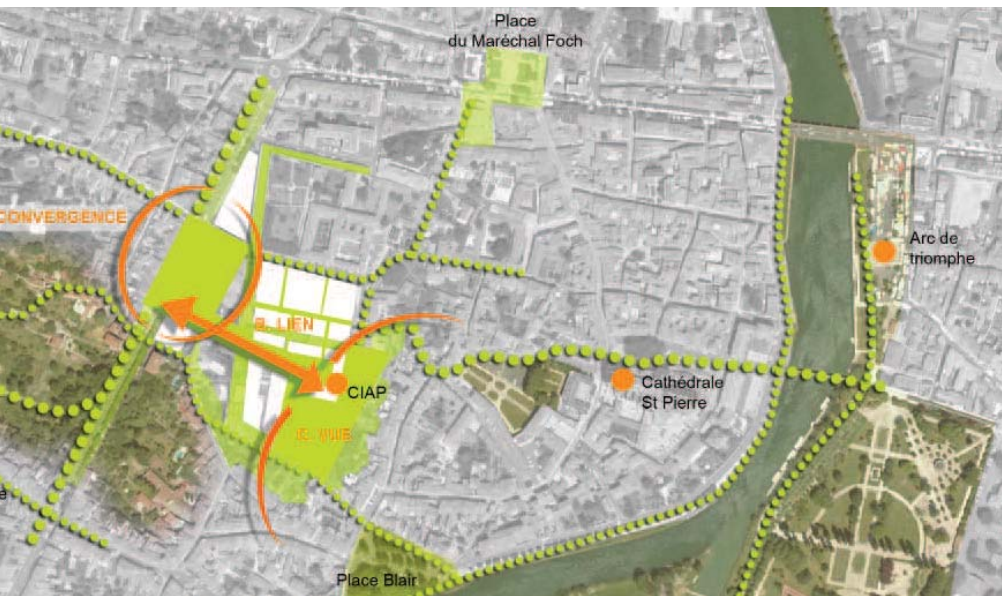 Place
du Maréchal Foch
CONVERGENCE
Arc de
triomphe
LIEN
CIAP
Cathédrale
St Pierre
Place Blair